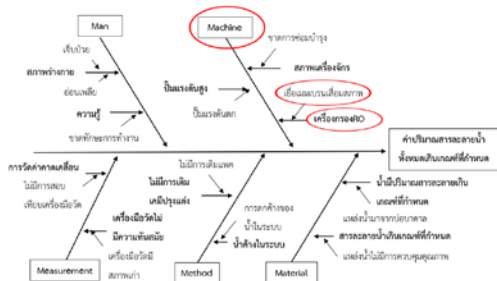 Man
Machine
เจ็บป่วย
สภาพร่างกาย
อ่อนเพลีย
ความรู้
ขาดทักษะการทำงาน
ขาดการซ่อมบำรุง
สภาพเครื่องจักร
ปั๊มแรงดันสูง
ปั๊มแรงดันตก
เยื่อเมมเบรนเสื่อมสภาพ
เครื่องกรองRO
ค่าปริมาณสารละลายน้ำ
ทั้งหมดเกินเกณฑ์ที่กำหนด
การวัดค่าคาดเคลื่อน
ไม่มีการสอบ
เทียบเครื่องมือวัด
เครื่องมือวัดไม่
มีความทันสมัย
เครื่องมือวัดมี
สภาพเก่า
Measurement
ไม่มีการเติมแพค
ไม่มีการเติม
เคมีปรุงแต่ง
การตกค้างของ
น้ำในระบบ
น้ำค้างในระบบ
Method
น้ำมีปริมาณสารละลายเกิน
เกณฑ์ที่กำหนด
แหล่งน้ำมาจากบ่อบาดาล
สารละลายน้ำเกินเกณฑ์ที่กำหนด
แหล่งน้ำไม่มีการควบคุมคุณภาพ
Material